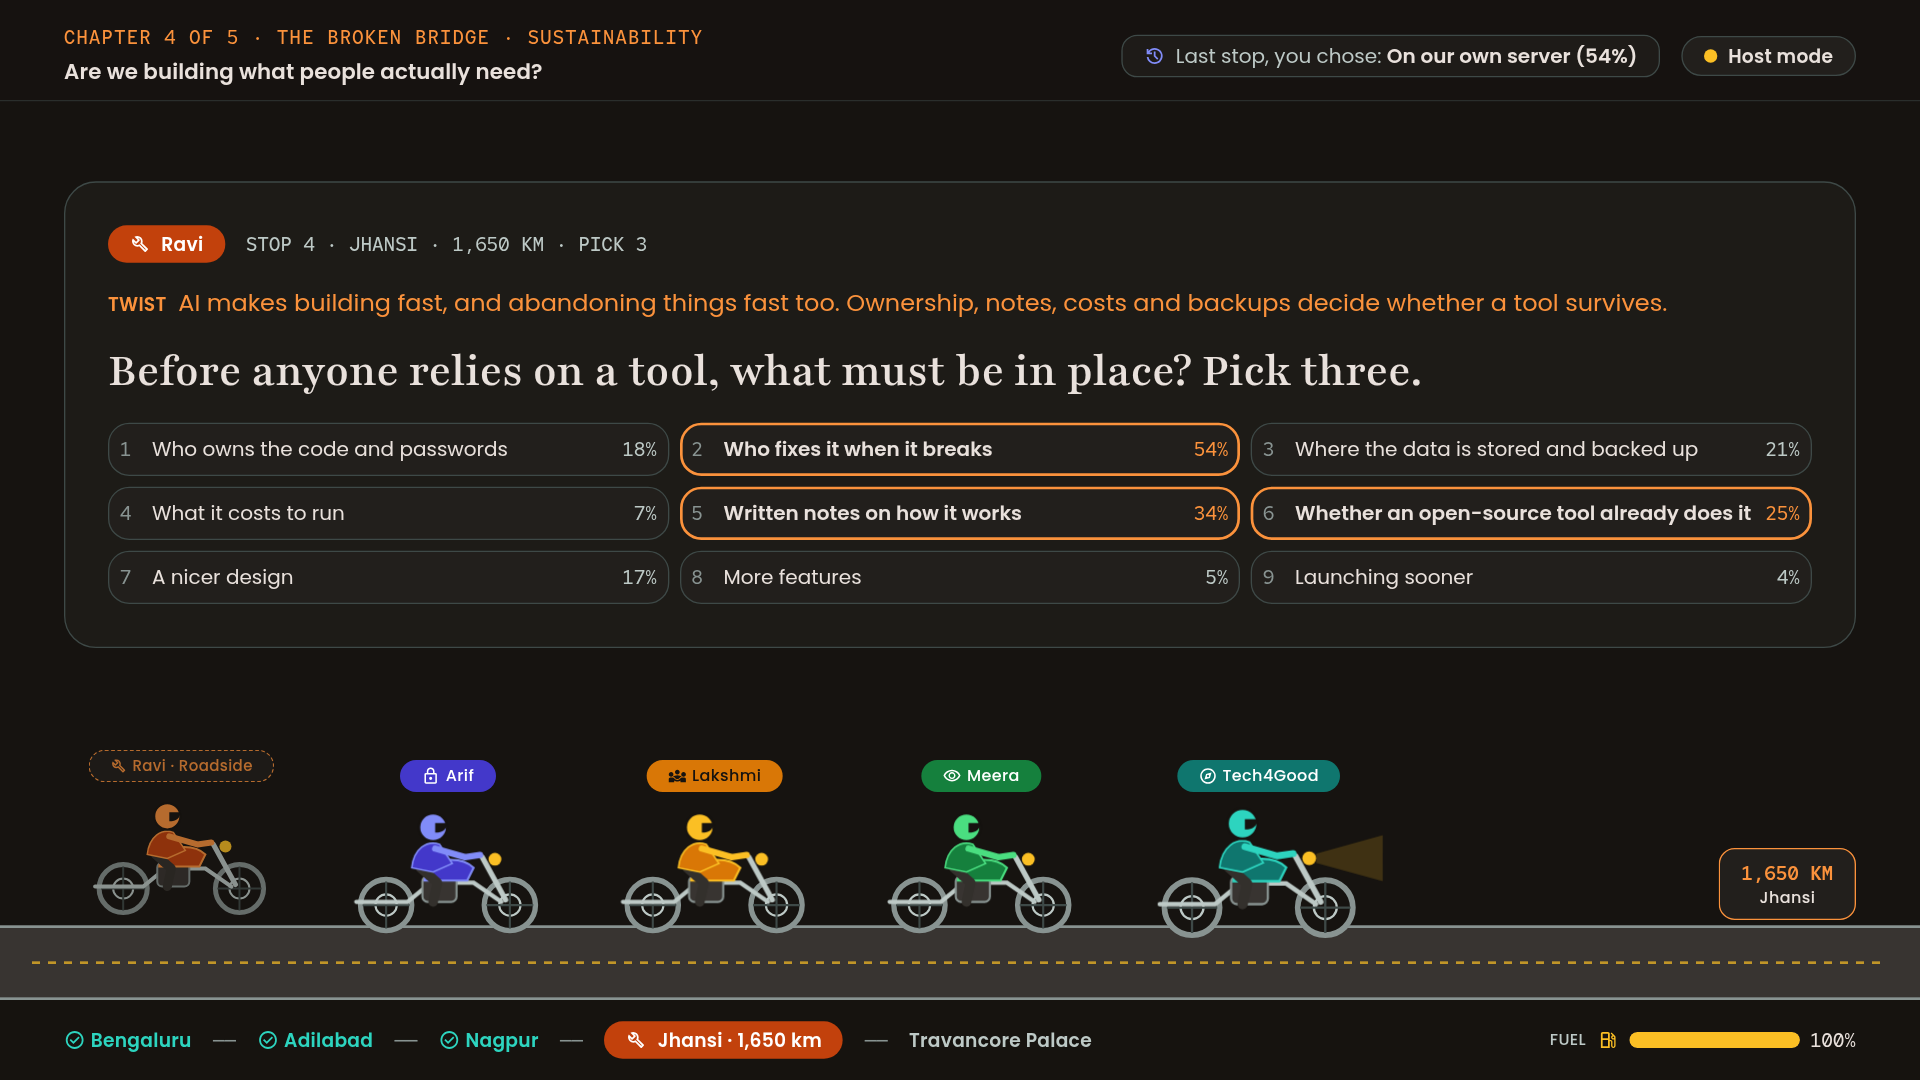 CHAPTER 4 OF 5 · THE BROKEN BRIDGE · SUSTAINABILITY
Are we building what people actually need?
Last stop, you chose: On our own server (54%)
Host mode
Ravi
STOP 4 · JHANSI · 1,650 KM · PICK 3
TWIST AI makes building fast, and abandoning things fast too. Ownership, notes, costs and backups decide whether a tool survives.
Before anyone relies on a tool, what must be in place? Pick three.
1 Who owns the code and passwords 18%
2 Who fixes it when it breaks 54%
3 Where the data is stored and backed up 21%
4 What it costs to run 7%
5 Written notes on how it works 34%
6 Whether an open-source tool already does it 25%
7 A nicer design 17%
8 More features 5%
9 Launching sooner 4%
Ravi · Roadside
Arif
Lakshmi
Meera
Tech4Good
1,650 KM
Jhansi
Bengaluru — Adilabad — Nagpur — Jhansi · 1,650 km — Travancore Palace
FUEL 100%